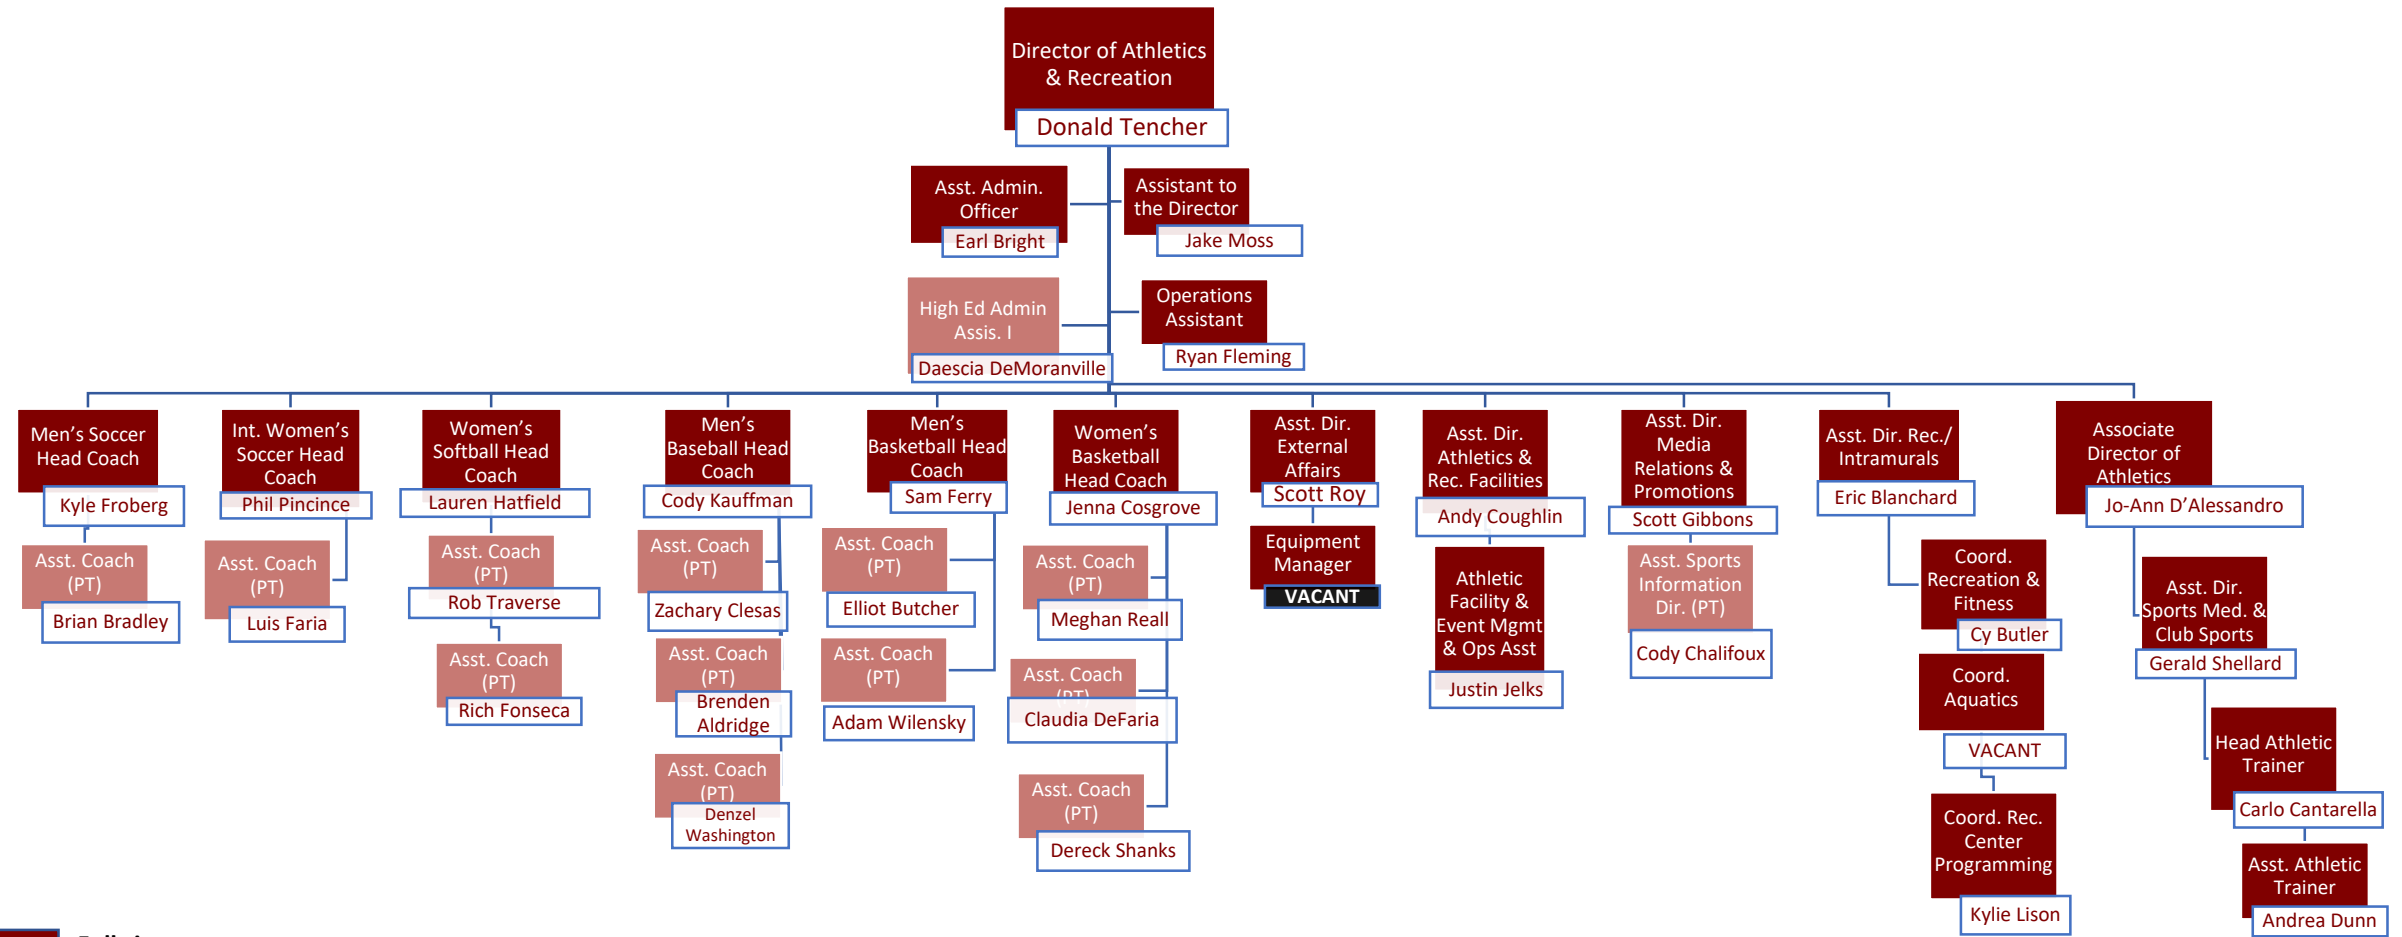 Director of Athletics
& Recreation
Donald Tencher
Asst. Admin.
Officer
Earl Bright
Assistant to
the Director
Jake Moss
High Ed Admin
Assis. I
Daescia DeMoranville
Operations
Assistant
Ryan Fleming
Men's Soccer
Head Coach
Kyle Froberg
Asst. Coach
(PT)
Brian Bradley
Int. Women's
Soccer Head
Coach
Phil Pincince
Asst. Coach
(PT)
Luis Faria
Women's
Softball Head
Coach
Lauren Hatfield
Asst. Coach
(PT)
Rob Traverse
Asst. Coach
(PT)
Rich Fonseca
Men's
Baseball Head
Coach
Cody Kauffman
Asst. Coach
(PT)
Zachary Clesas
Asst. Coach
(PT)
Brenden
Aldridge
Asst. Coach
(PT)
Denzel
Washington
Men's
Basketball Head
Coach
Sam Ferry
Asst. Coach
(PT)
Elliot Butcher
Asst. Coach
(PT)
Adam Wilensky
Women's
Basketball
Head Coach
Jenna Cosgrove
Asst. Coach
(PT)
Meghan Reall
Asst. Coach
(PT)
Claudia DeFaria
Asst. Coach
(PT)
Dereck Shanks
Asst. Dir.
External
Affairs
Scott Roy
Equipment
Manager
VACANT
Asst. Dir.
Athletics &
Rec. Facilities
Andy Coughlin
Athletic
Facility &
Event Mgmt
& Ops Asst
Justin Jelks
Asst. Dir.
Media
Relations &
Promotions
Scott Gibbons
Asst. Sports
Information
Dir. (PT)
Cody Chalifoux
Asst. Dir. Rec./
Intramurals
Eric Blanchard
Coord.
Recreation &
Fitness
Cy Butler
Coord.
Aquatics
VACANT
Coord. Rec.
Center
Programming
Kylie Lison
Associate
Director of
Athletics
Jo-Ann D'Alessandro
Asst. Dir.
Sports Med. &
Club Sports
Gerald Shellard
Head Athletic
Trainer
Carlo Cantarella
Asst. Athletic
Trainer
Andrea Dunn